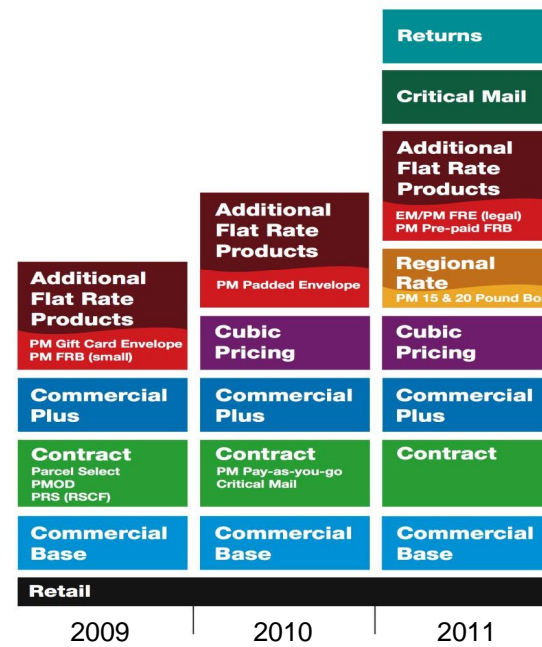 Additional
Flat Rate
Products
PM Gift Card Envelope
PM FRB (small)
Commercial
Plus
Contract
Parcel Select
PMOD
PRS (RSCF)
Commercial
Base
Additional
Flat Rate
Products
PM Padded Envelope
Cubic
Pricing
Commercial
Plus
Contract
PM Pay-as-you-go
Critical Mail
Commercial
Base
Returns
Critical Mail
Additional
Flat Rate
Products
EM/PM FRE (legal)
PM Pre-paid FRB
Regional
Rate
PM 15 & 20 Pound Bo
Cubic
Pricing
Commercial
Plus
Contract
Commercial
Base
Retail
2009
2010
2011